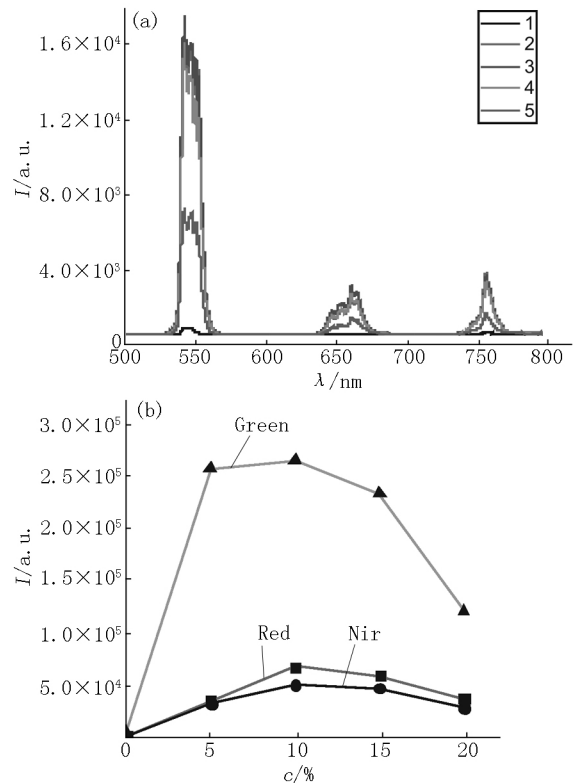 (a)
1.6×10⁴
1.2×10⁴
8.0×10³
4.0×10³
0
I/a.u.
1
2
3
4
5
500 550 600 650 700 750 800
λ/nm
(b)
3.0×10⁵
2.5×10⁵
2.0×10⁵
1.5×10⁵
1.0×10⁵
5.0×10⁴
I/a.u.
Green
Red
Nir
0 5 10 15 20
c/%